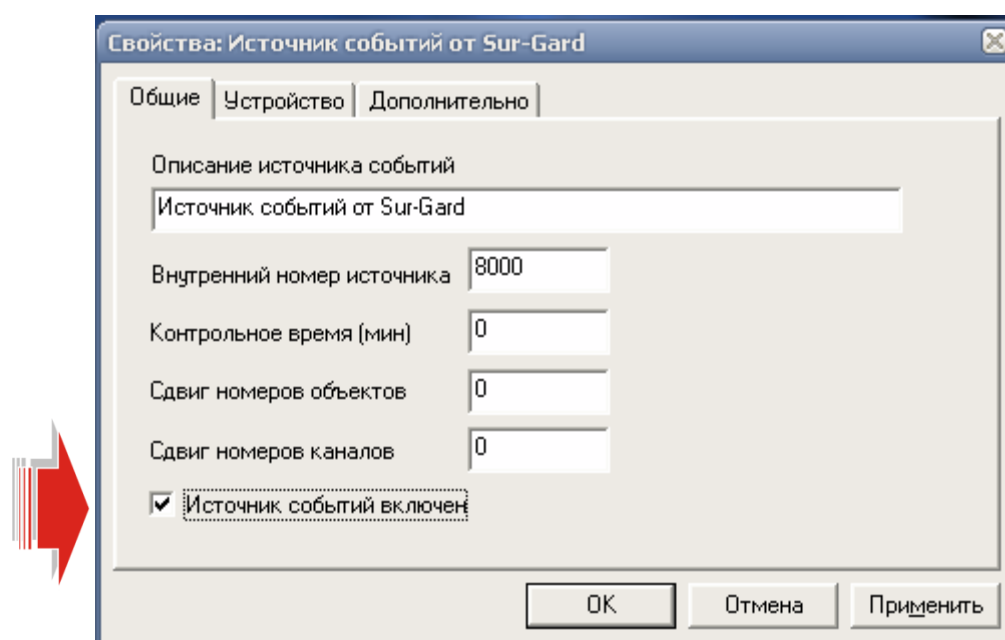 Свойства: Источник событий от Sur-Gard
Общие Устройство Дополнительно
Описание источника событий
Источник событий от Sur-Gard
Внутренний номер источника 8000
Контрольное время (мин) 0
Сдвиг номеров объектов 0
Сдвиг номеров каналов 0
Источник событий включен
OK Отмена Применить